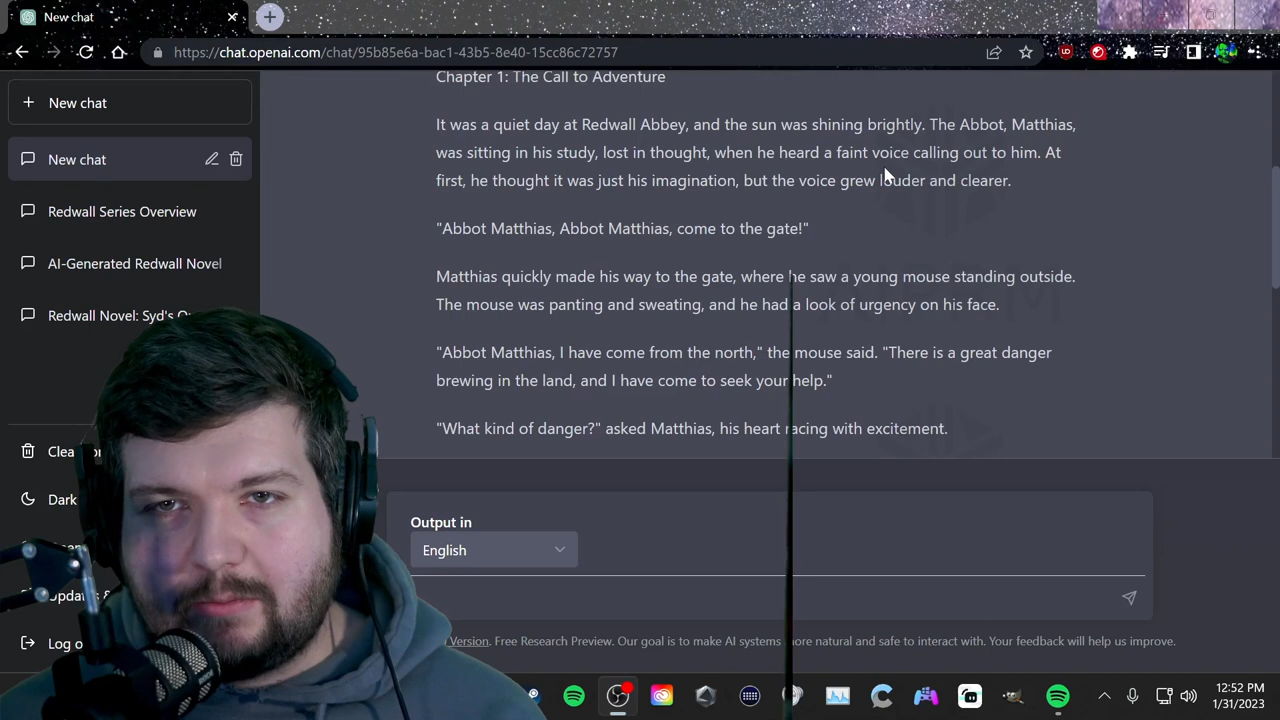 New chat
https://chat.openai.com/chat/95b85e6a-bac1-43b5-8e40-15cc86c72757
New chat
New chat
Redwall Series Overview
AI-Generated Redwall Novel
Redwall Novel: Syd's
Dark
Updates &
Log o
Chapter 1: The Call to Adventure
It was a quiet day at Redwall Abbey, and the sun was shining brightly. The Abbot, Matthias,
was sitting in his study, lost in thought, when he heard a faint voice calling out to him. At
first, he thought it was just his imagination, but the voice grew louder and clearer.
"Abbot Matthias, Abbot Matthias, come to the gate!"
Matthias quickly made his way to the gate, where he saw a young mouse standing outside.
The mouse was panting and sweating, and he had a look of urgency on his face.
"Abbot Matthias, I have come from the north," the mouse said. "There is a great danger
brewing in the land, and I have come to seek your help."
"What kind of danger?" asked Matthias, his heart racing with excitement.
Output in
English
Version. Free Research Preview. Our goal is to make AI systems more natural and safe to interact with. Your feedback will help us improve.
12:52 PM
1/31/2023